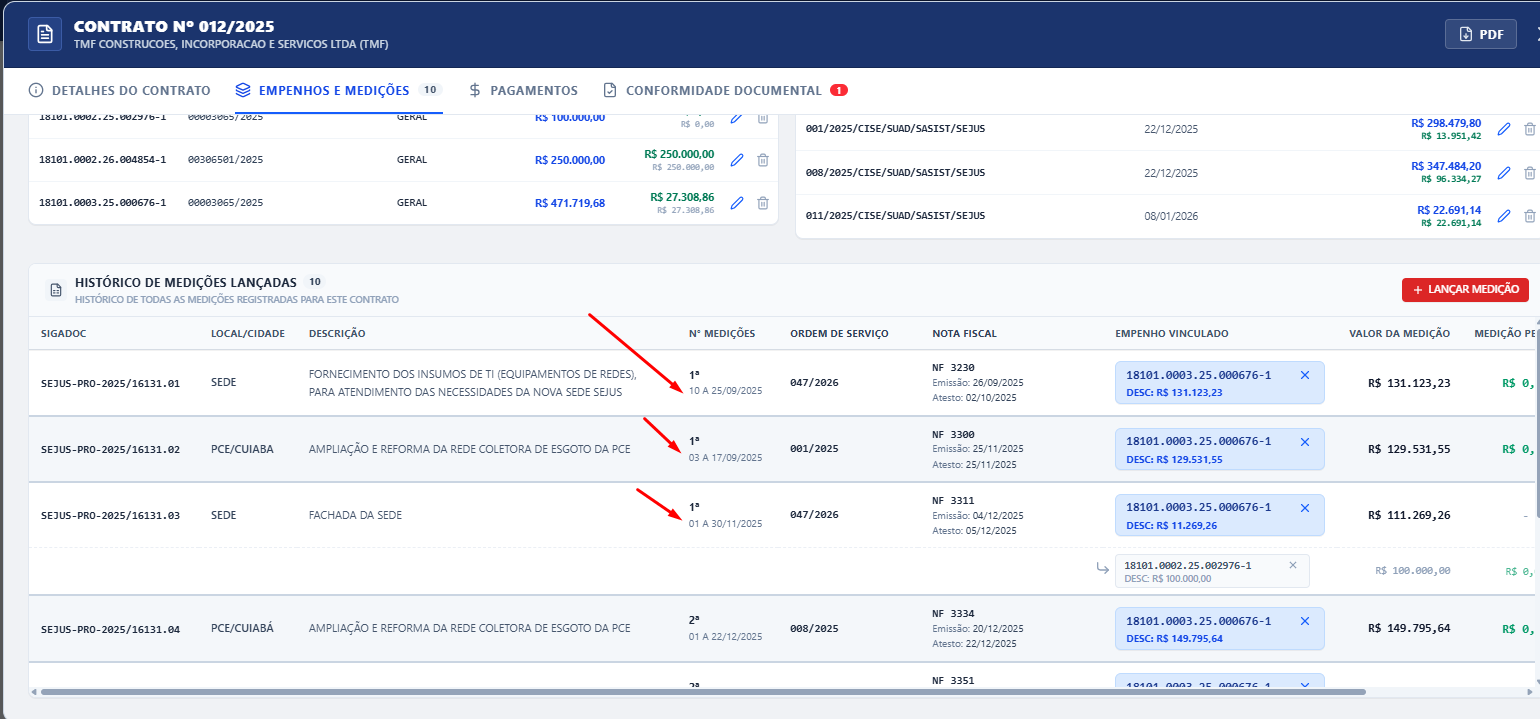 CONTRATO Nº 012/2025
TMF CONSTRUCOES, INCORPORACAO E SERVICOS LTDA (TMF)
PDF
DETALHES DO CONTRATO
EMPENHOS E MEDIÇÕES 10
PAGAMENTOS
CONFORMIDADE DOCUMENTAL 1
18101.0002.25.002976-1 00003065/2025 GERAL R$ 100.000,00
R$ 0,00
18101.0002.26.004854-1 00306501/2025 GERAL R$ 250.000,00 R$ 250.000,00
R$ 250.000,00
18101.0003.25.000676-1 00003065/2025 GERAL R$ 471.719,68 R$ 27.308,86
R$ 27.308,86
001/2025/CISE/SUAD/SASIST/SEJUS 22/12/2025 R$ 298.479,80
R$ 13.951,42
008/2025/CISE/SUAD/SASIST/SEJUS 22/12/2025 R$ 347.484,20
R$ 96.334,27
011/2025/CISE/SUAD/SASIST/SEJUS 08/01/2026 R$ 22.691,14
R$ 22.691,14
HISTÓRICO DE MEDIÇÕES LANÇADAS 10
HISTÓRICO DE TODAS AS MEDIÇÕES REGISTRADAS PARA ESTE CONTRATO
+ LANÇAR MEDIÇÃO
SIGADOC LOCAL/CIDADE DESCRIÇÃO Nº MEDIÇÕES ORDEM DE SERVIÇO NOTA FISCAL EMPENHO VINCULADO VALOR DA MEDIÇÃO MEDIÇÃO PE
SEJUS-PRO-2025/16131.01
SEDE
FORNECIMENTO DOS INSUMOS DE TI (EQUIPAMENTOS DE REDES),
PARA ATENDIMENTO DAS NECESSIDADES DA NOVA SEDE SEJUS
1ª
10 A 25/09/2025
047/2026
NF 3230
Emissão: 26/09/2025
Atesto: 02/10/2025
18101.0003.25.000676-1
DESC: R$ 131.123,23
R$ 131.123,23
R$ 0,
SEJUS-PRO-2025/16131.02
PCE/CUIABA
AMPLIAÇÃO E REFORMA DA REDE COLETORA DE ESGOTO DA PCE
1ª
03 A 17/09/2025
001/2025
NF 3300
Emissão: 25/11/2025
Atesto: 25/11/2025
18101.0003.25.000676-1
DESC: R$ 129.531,55
R$ 129.531,55
R$ 0,
SEJUS-PRO-2025/16131.03
SEDE
FACHADA DA SEDE
1ª
01 A 30/11/2025
047/2026
NF 3311
Emissão: 04/12/2025
Atesto: 05/12/2025
18101.0003.25.000676-1
DESC: R$ 11.269,26
R$ 111.269,26
-
18101.0002.25.002976-1
DESC: R$ 100.000,00
R$ 100.000,00
R$ 0,
SEJUS-PRO-2025/16131.04
PCE/CUIABÁ
AMPLIAÇÃO E REFORMA DA REDE COLETORA DE ESGOTO DA PCE
2ª
01 A 22/12/2025
008/2025
NF 3334
Emissão: 20/12/2025
Atesto: 22/12/2025
18101.0003.25.000676-1
DESC: R$ 149.795,64
R$ 149.795,64
R$ 0,
2ª
NF 3351
18101.0003.25.000676-1